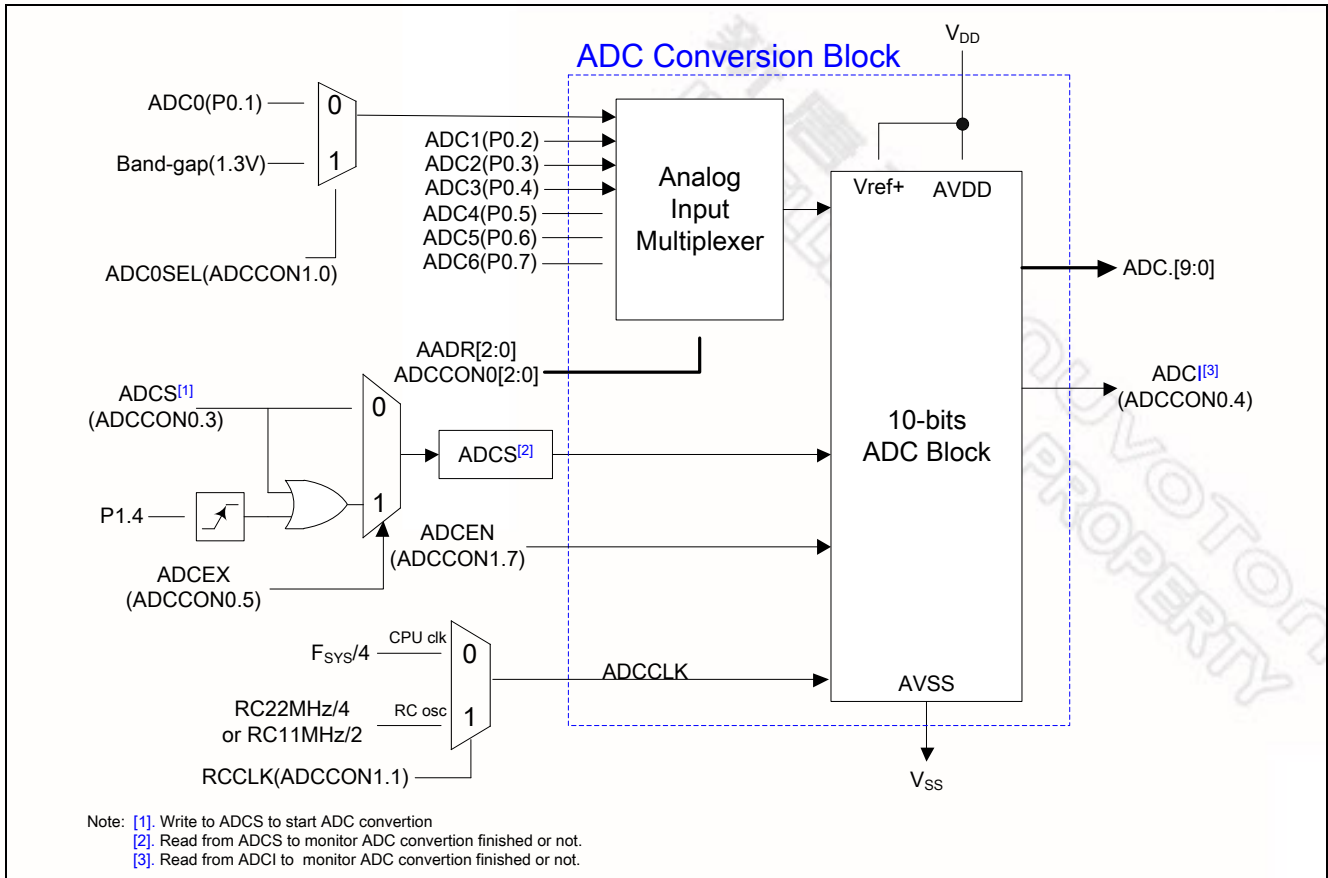 ADC Conversion Block
V_DD
ADC0(P0.1)
0
Band-gap(1.3V)
1
ADC0SEL(ADCCON1.0)
ADC1(P0.2)
ADC2(P0.3)
ADC3(P0.4)
ADC4(P0.5)
ADC5(P0.6)
ADC6(P0.7)
Analog
Input
Multiplexer
AADR[2:0]
ADCCON0[2:0]
Vref+ AVDD
10-bits
ADC Block
AVSS
V_SS
ADC.[9:0]
ADCI[3]
(ADCCON0.4)
ADCS[1]
(ADCCON0.3)
0
1
P1.4
ADCEX
(ADCCON0.5)
ADCS[2]
ADCEN
(ADCCON1.7)
F_SYS/4
CPU clk
0
RC22MHz/4
or RC11MHz/2
RC osc
1
RCCLK(ADCCON1.1)
ADCCLK
Note: [1]. Write to ADCS to start ADC convertion
[2]. Read from ADCS to monitor ADC convertion finished or not.
[3]. Read from ADCI to monitor ADC convertion finished or not.
nuvoTon
PROPERTY